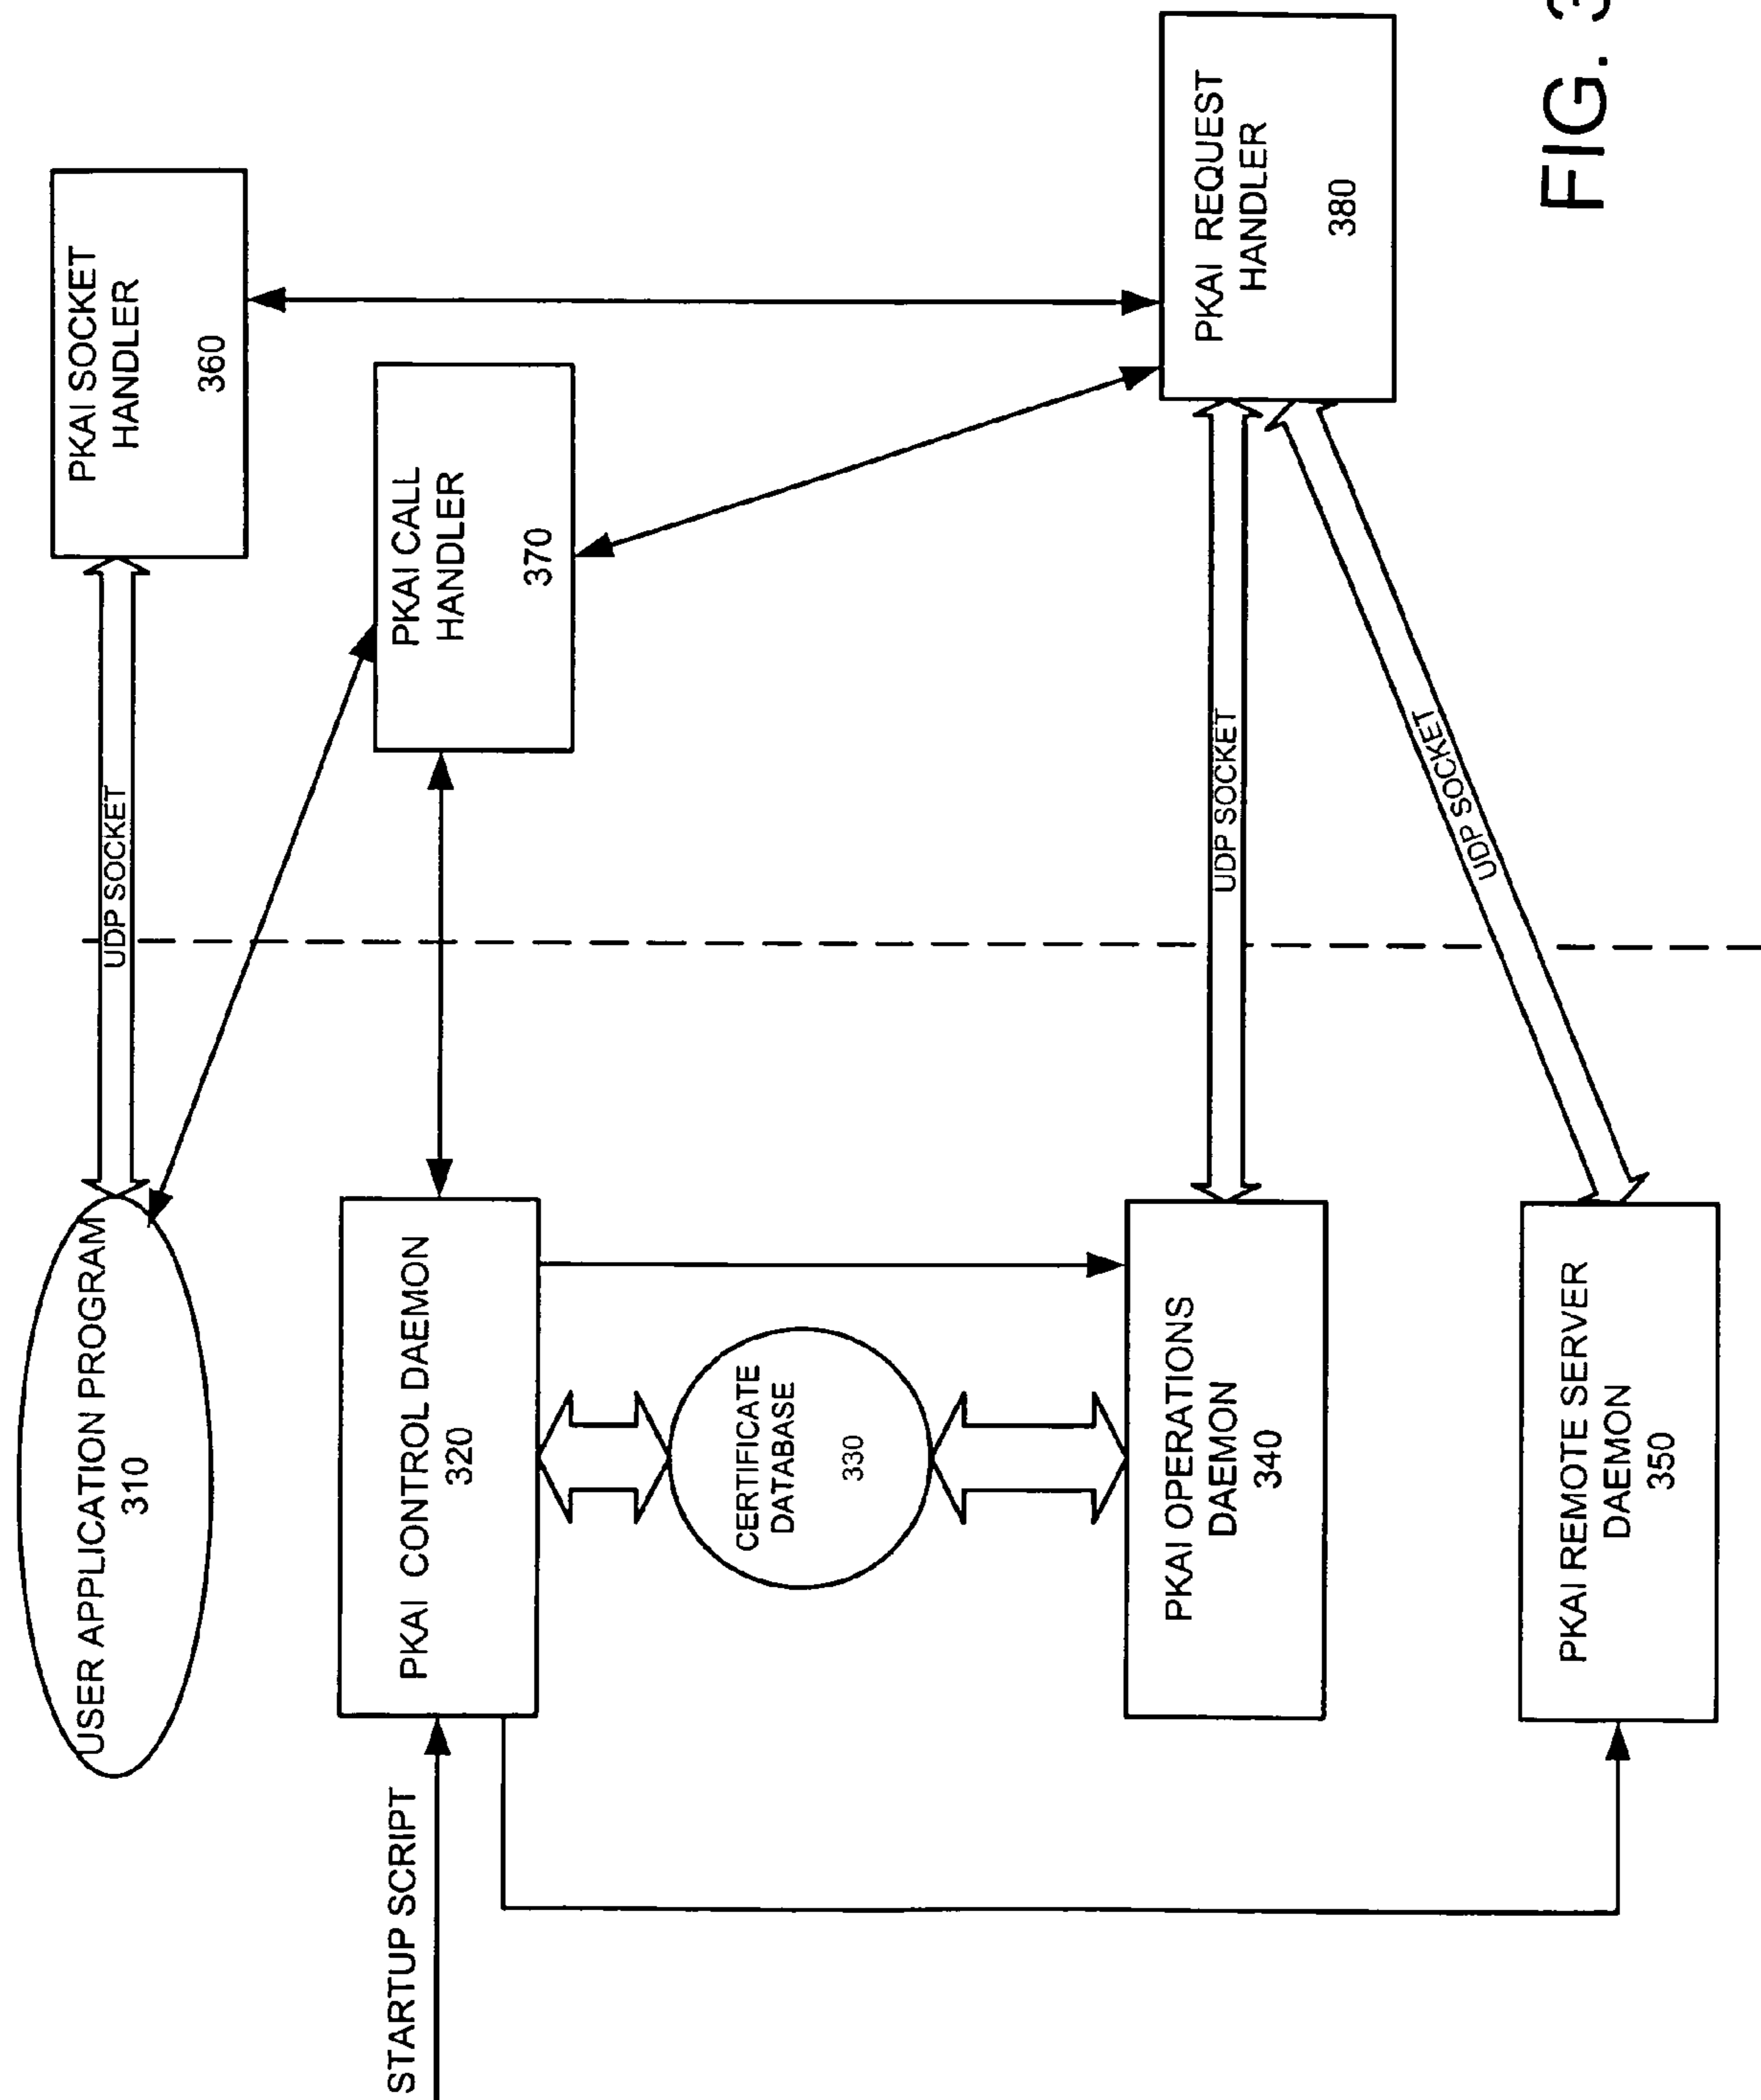 USER APPLICATION PROGRAM
310
UDP SOCKET
PKAI SOCKET
HANDLER
360
STARTUP SCRIPT
PKAI CONTROL DAEMON
320
PKAI CALL
HANDLER
370
CERTIFICATE
DATABASE
330
PKAI OPERATIONS
DAEMON
340
UDP SOCKET
PKAI REQUEST
HANDLER
380
PKAI REMOTE SERVER
DAEMON
350
UDP SOCKET
FIG. 3